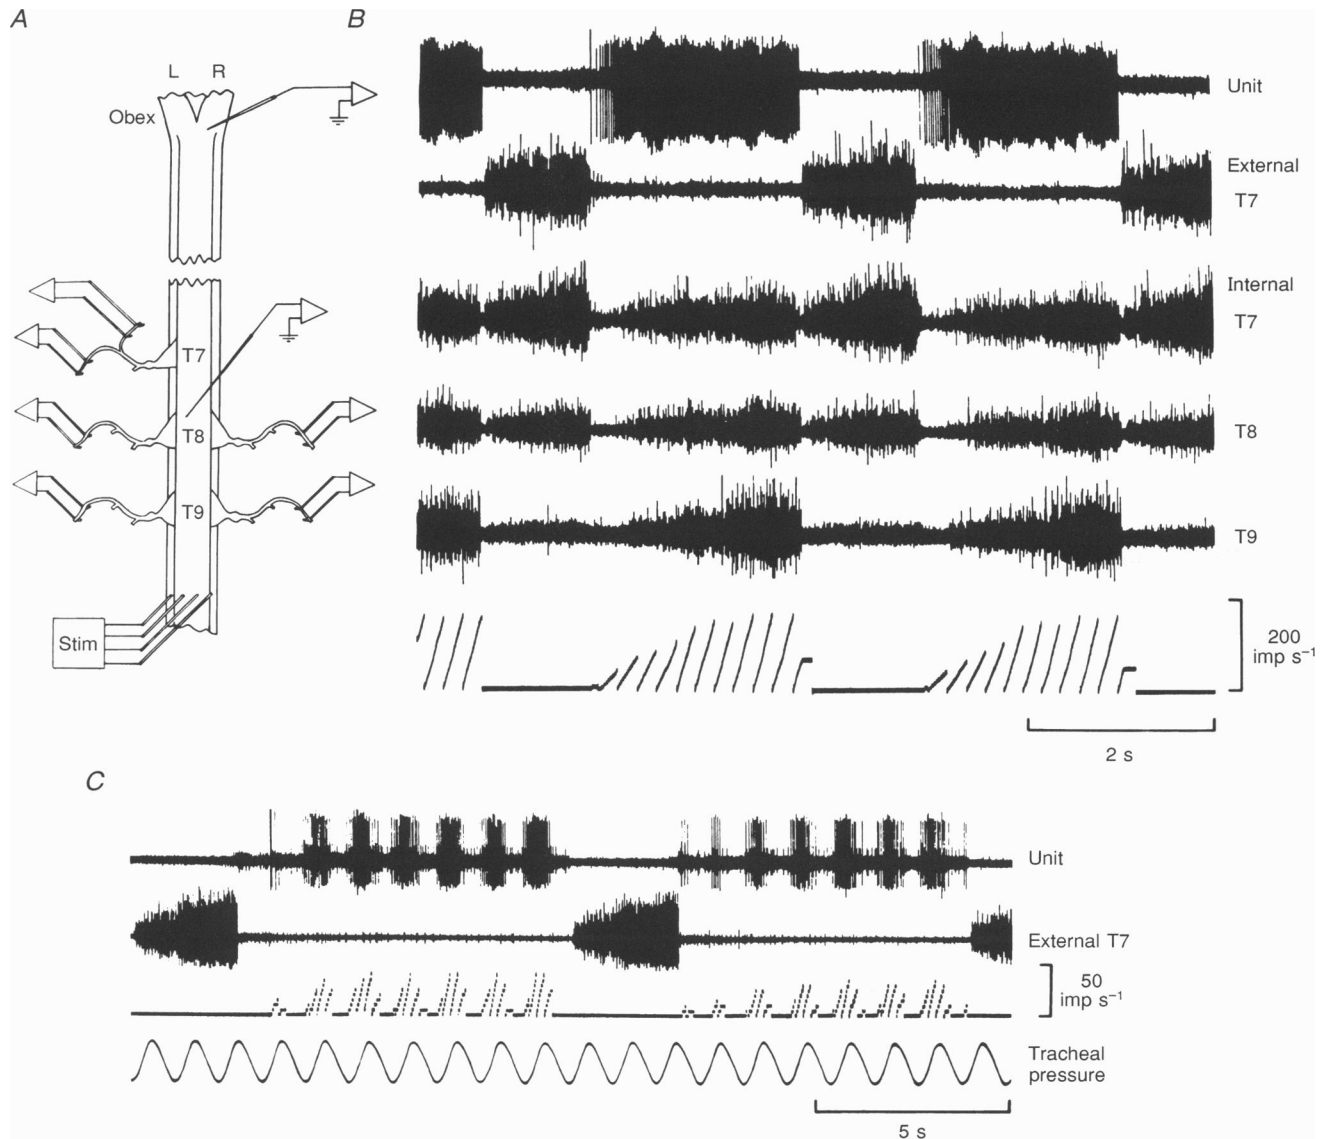 A
B
L R
Obex
T7
T8
T9
Stim
Unit
External
T7
Internal
T7
T8
T9
200
imp s⁻¹
2 s
C
Unit
External T7
50
imp s⁻¹
Tracheal
pressure
5 s